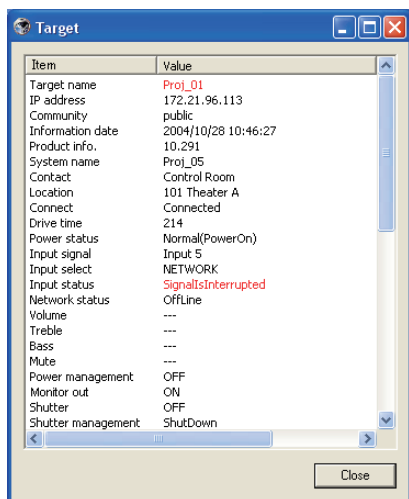 Target
Item Value
Target name Proj_01
IP address 172.21.96.113
Community public
Information date 2004/10/28 10:46:27
Product info. 10.291
System name Proj_05
Contact Control Room
Location 101 Theater A
Connect Connected
Drive time 214
Power status Normal(PowerOn)
Input signal Input 5
Input select NETWORK
Input status SignalIsInterrupted
Network status OffLine
Volume ---
Treble ---
Bass ---
Mute ---
Power management OFF
Monitor out ON
Shutter OFF
Shutter management ShutDown
Close